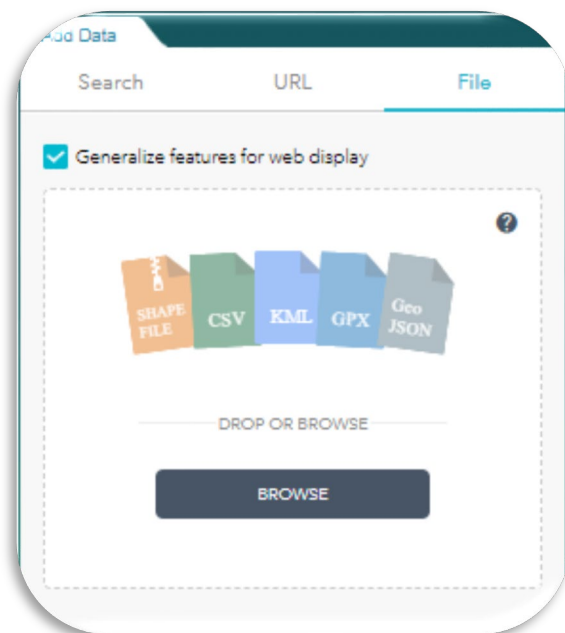 Add Data
Search URL File
Generalize features for web display
?
SHAPE
FILE
CSV
KML
GPX
Geo
JSON
DROP OR BROWSE
BROWSE